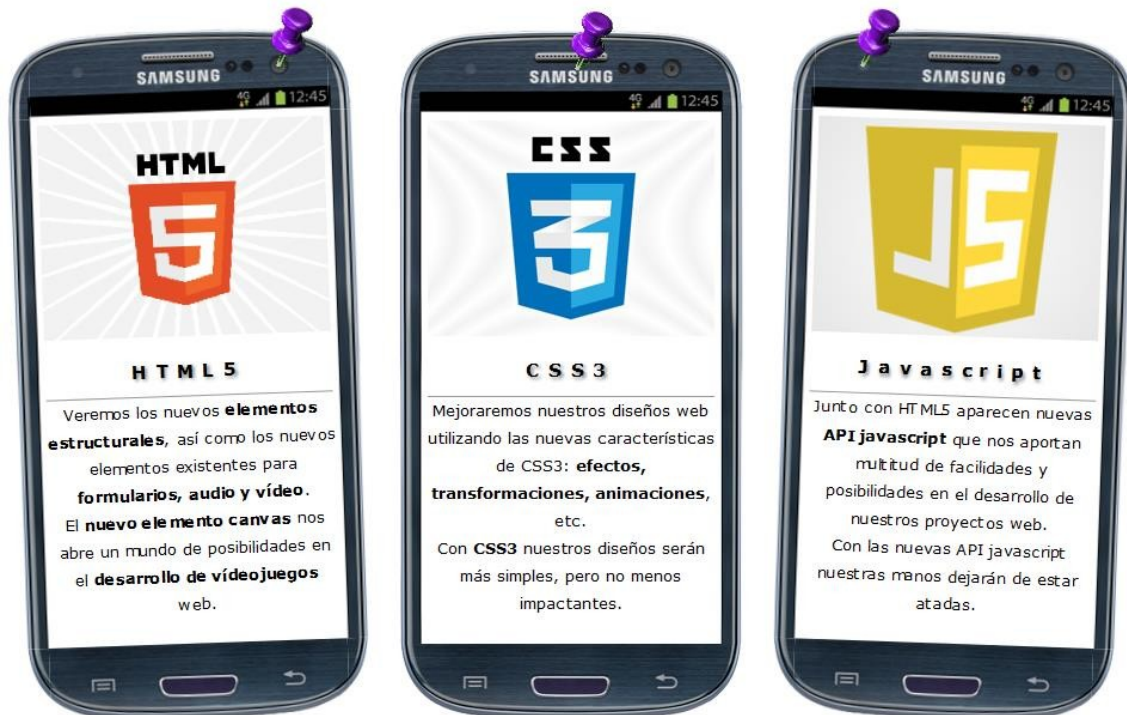 SAMSUNG
4G 12:45
HTML
5
HTML5
Veremos los nuevos elementos
estructurales, así como los nuevos
elementos existentes para
formularios, audio y vídeo.
El nuevo elemento canvas nos
abre un mundo de posibilidades en
el desarrollo de vídeojuegos
web.
SAMSUNG
4G 12:45
CSS
3
CSS3
Mejoraremos nuestros diseños web
utilizando las nuevas características
de CSS3: efectos,
transformaciones, animaciones,
etc.
Con CSS3 nuestros diseños serán
más simples, pero no menos
impactantes.
SAMSUNG
4G 12:45
JS
Javascript
Junto con HTML5 aparecen nuevas
API javascript que nos aportan
multitud de facilidades y
posibilidades en el desarrollo de
nuestros proyectos web.
Con las nuevas API javascript
nuestras manos dejarán de estar
atadas.